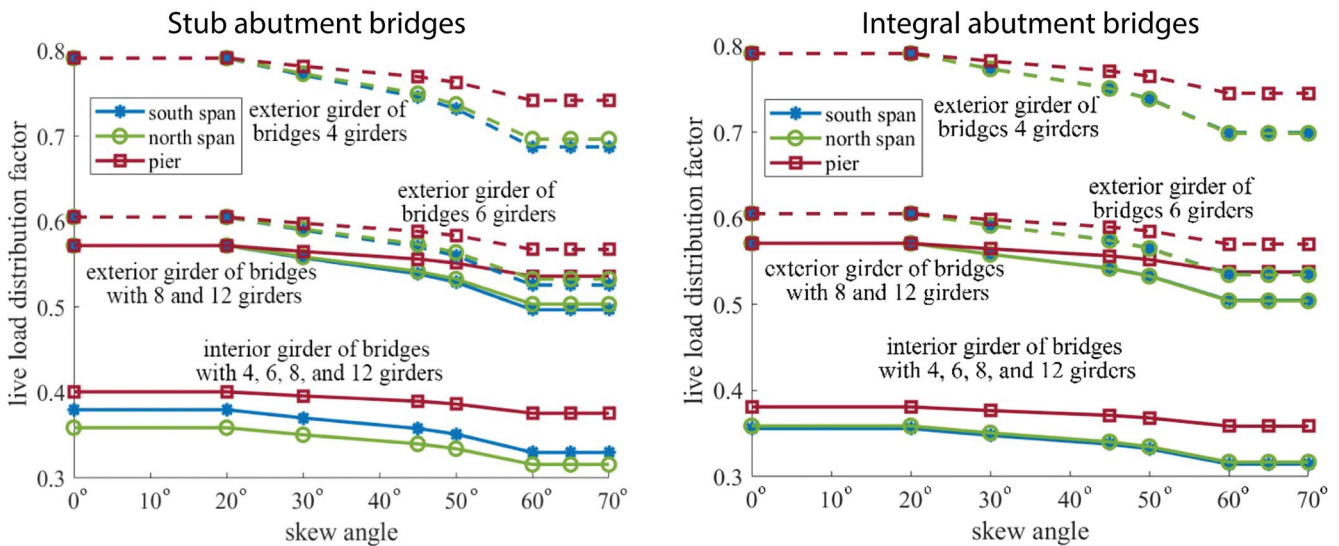 Stub abutment bridges
live load distribution factor
0.8
0.7
0.6
0.5
0.4
0.3
south span
north span
pier
exterior girder of
bridges 4 girders
exterior girder of
bridges 6 girders
exterior girder of bridges
with 8 and 12 girders
interior girder of bridges
with 4, 6, 8, and 12 girders
0° 10° 20° 30° 40° 50° 60° 70°
skew angle
Integral abutment bridges
live load distribution factor
0.8
0.7
0.6
0.5
0.4
0.3
exterior girder of
bridges 4 girders
south span
north span
pier
exterior girder of
bridges 6 girders
exterior girder of bridges
with 8 and 12 girders
interior girder of bridges
with 4, 6, 8, and 12 girders
0° 10° 20° 30° 40° 50° 60° 70°
skew angle